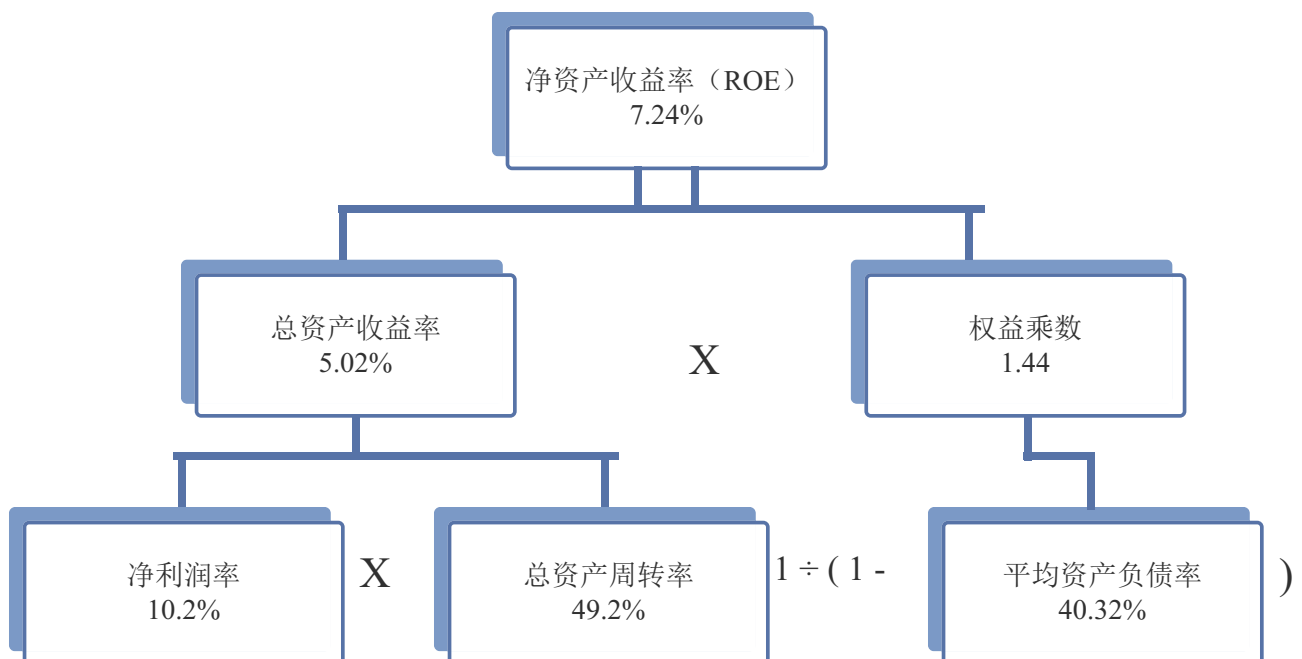 净资产收益率（ROE）
7.24%
总资产收益率
5.02%
X
权益乘数
1.44
净利润率
10.2%
X
总资产周转率
49.2%
1 ÷ ( 1 -
平均资产负债率
40.32%
)